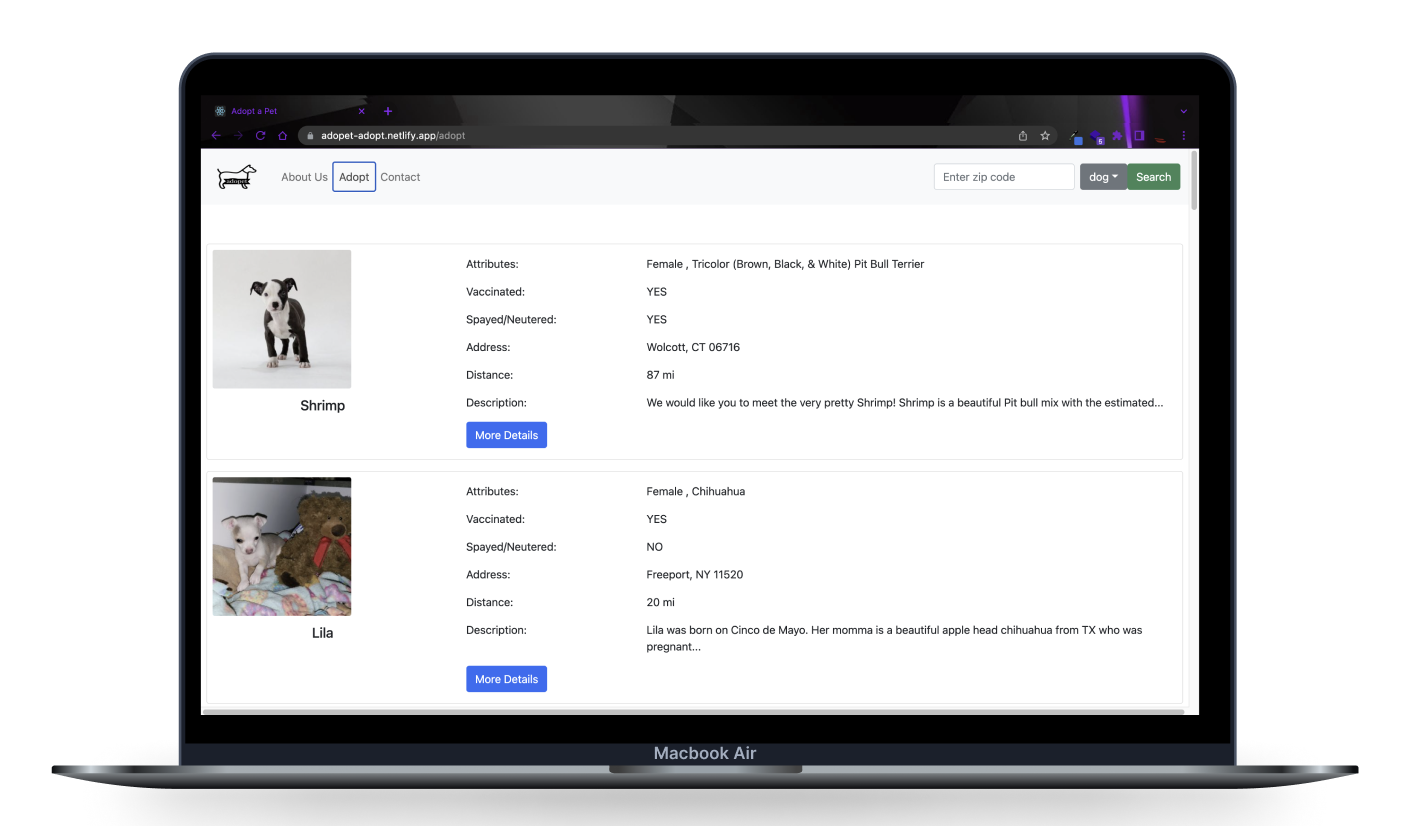 Adopt a Pet
adopet-adopt.netlify.app/adopt
5
adopet
About Us Adopt Contact
Enter zip code
dog
Search
Attributes: Female , Tricolor (Brown, Black, & White) Pit Bull Terrier
Vaccinated: YES
Spayed/Neutered: YES
Address: Wolcott, CT 06716
Distance: 87 mi
Shrimp
Description: We would like you to meet the very pretty Shrimp! Shrimp is a beautiful Pit bull mix with the estimated...
More Details
Attributes: Female , Chihuahua
Vaccinated: YES
Spayed/Neutered: NO
Address: Freeport, NY 11520
Distance: 20 mi
Lila
Description: Lila was born on Cinco de Mayo. Her momma is a beautiful apple head chihuahua from TX who was
pregnant...
More Details
Macbook Air